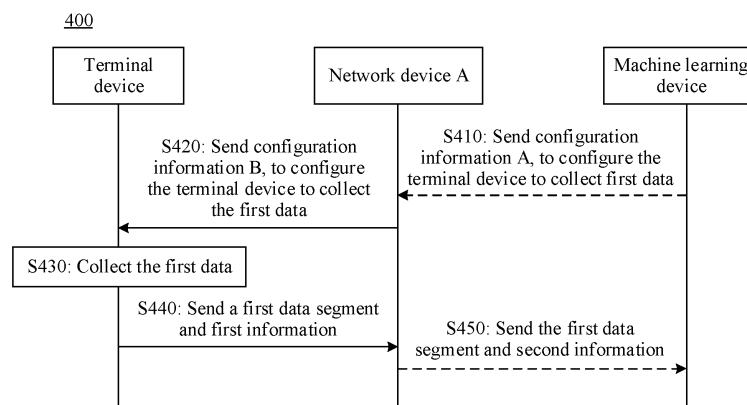 400
Terminal
device
Network device A
Machine learning
device
S410: Send configuration
information A, to configure the
terminal device to collect first data
S420: Send configuration
information B, to configure
the terminal device to collect
the first data
S430: Collect the first data
S440: Send a first data segment
and first information
S450: Send the first data
segment and second information